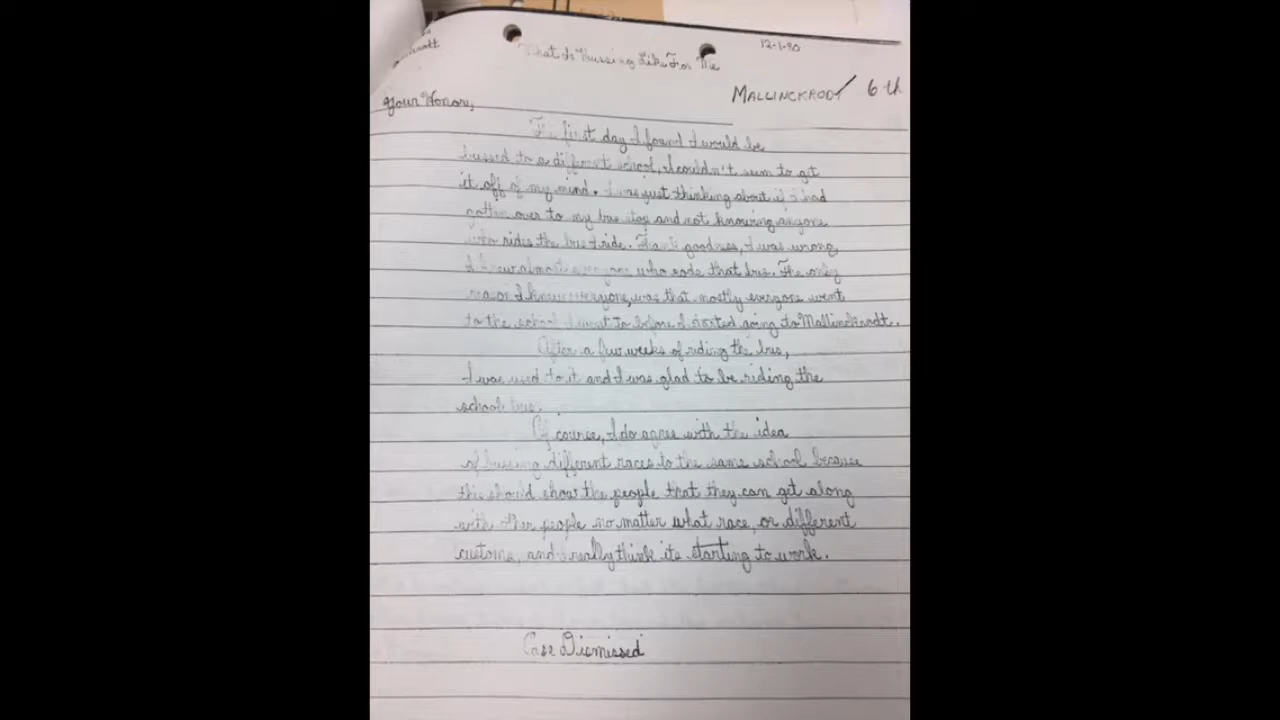 12-1-80
What Is Bussing Like For Me
MALLINCKRODT 6th
Your Honor,
The first day I found I would be
bussed to a different school, I couldn't seem to get
it off of my mind. I was just thinking about if I had
gotten over to my bus stop and not knowing anyone
who rides the bus I ride. Thank goodness, I was wrong
I knew almost everyone who rode that bus. The only
reason I knew everyone, was that mostly everyone went
to the school I went to before I started going to Mallinckrodt.
After a few weeks of riding the bus,
I was used to it and I was glad to be riding the
school bus.
Of course, I do agree with the idea
of bussing different races to the same school because
this should show the people that they can get along
with other people no matter what race, or different
customs, and I really think its starting to work.
Case Dismissed